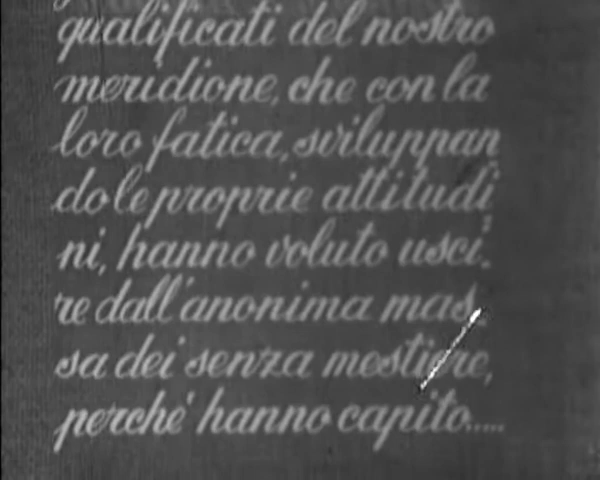 qualificati del nostro
meridione, che con la
loro fatica, sviluppan
do le proprie attitudi
ni, hanno voluto usci.
re dall'anonima mas.
sa dei senza mestiere,
perché hanno capito.....